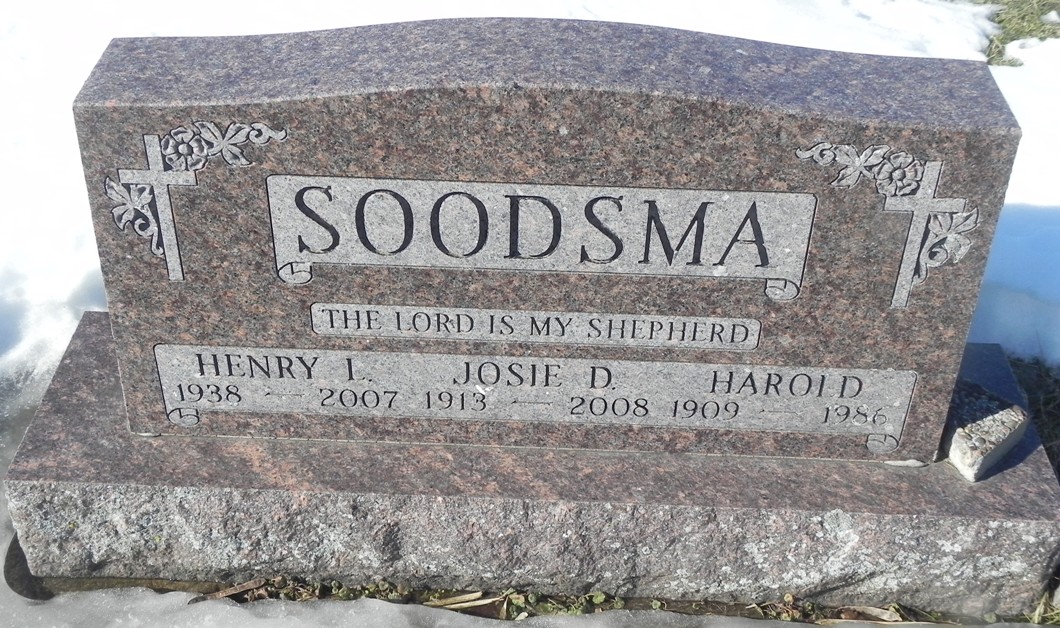 SOODSMA
THE LORD IS MY SHEPHERD
HENRY L. JOSIE D. HAROLD
1938 — 2007 1913 — 2008 1909 — 1986